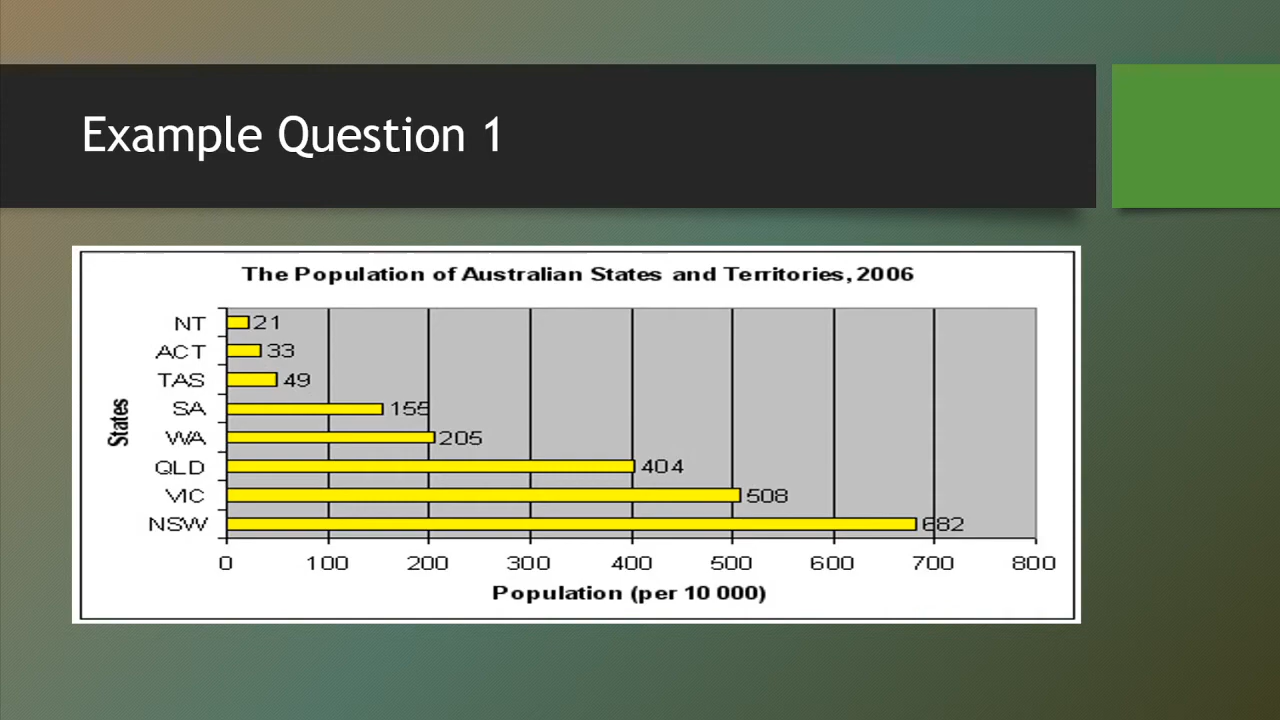 Example Question 1
The Population of Australian States and Territories, 2006
NT 21
ACT 33
TAS 49
SA 155
WA 205
QLD 404
VIC 508
NSW 682
States
0 100 200 300 400 500 600 700 800
Population (per 10 000)